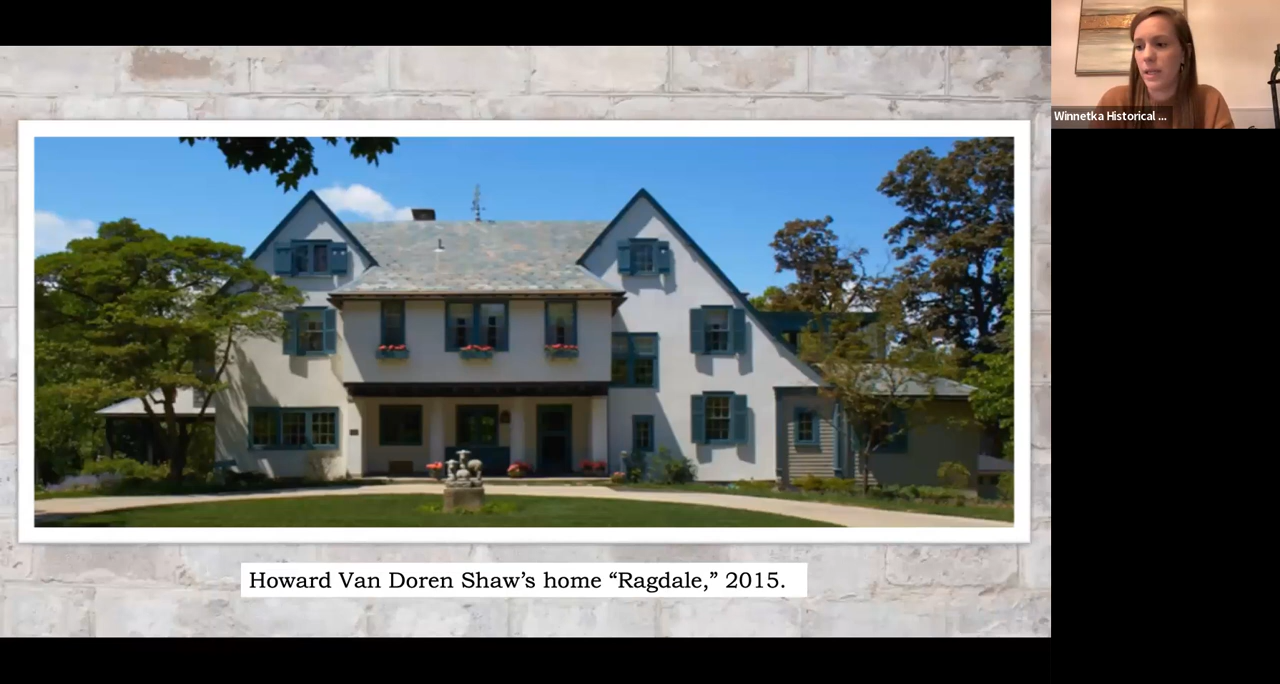 Winnetka Historical ...
Howard Van Doren Shaw’s home “Ragdale,” 2015.